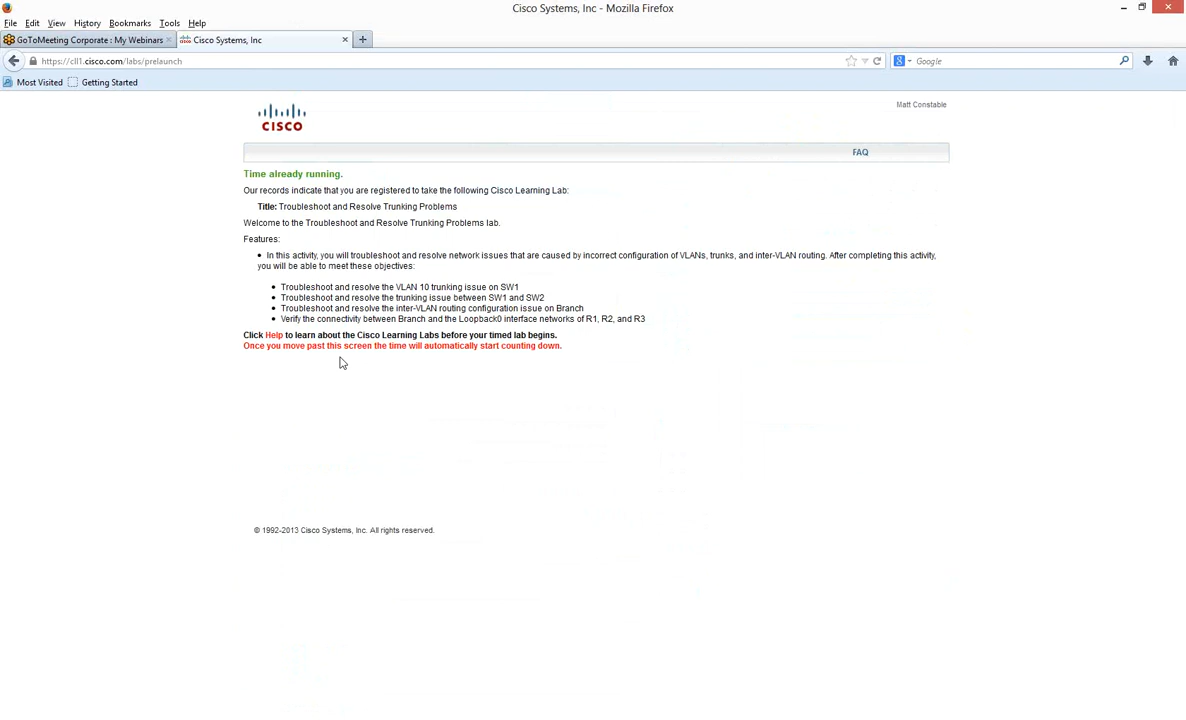 Cisco Systems, Inc - Mozilla Firefox
File Edit View History Bookmarks Tools Help
GoToMeeting Corporate : My Webinars Cisco Systems, Inc
https://cll1.cisco.com/labs/prelaunch Google
Most Visited Getting Started
Matt Constable
CISCO
FAQ
Time already running.
Our records indicate that you are registered to take the following Cisco Learning Lab:
Title: Troubleshoot and Resolve Trunking Problems
Welcome to the Troubleshoot and Resolve Trunking Problems lab.
Features:
• In this activity, you will troubleshoot and resolve network issues that are caused by incorrect configuration of VLANs, trunks, and inter-VLAN routing. After completing this activity,
you will be able to meet these objectives:
• Troubleshoot and resolve the VLAN 10 trunking issue on SW1
• Troubleshoot and resolve the trunking issue between SW1 and SW2
• Troubleshoot and resolve the inter-VLAN routing configuration issue on Branch
• Verify the connectivity between Branch and the Loopback0 interface networks of R1, R2, and R3
Click Help to learn about the Cisco Learning Labs before your timed lab begins.
Once you move past this screen the time will automatically start counting down.
© 1992-2013 Cisco Systems, Inc. All rights reserved.